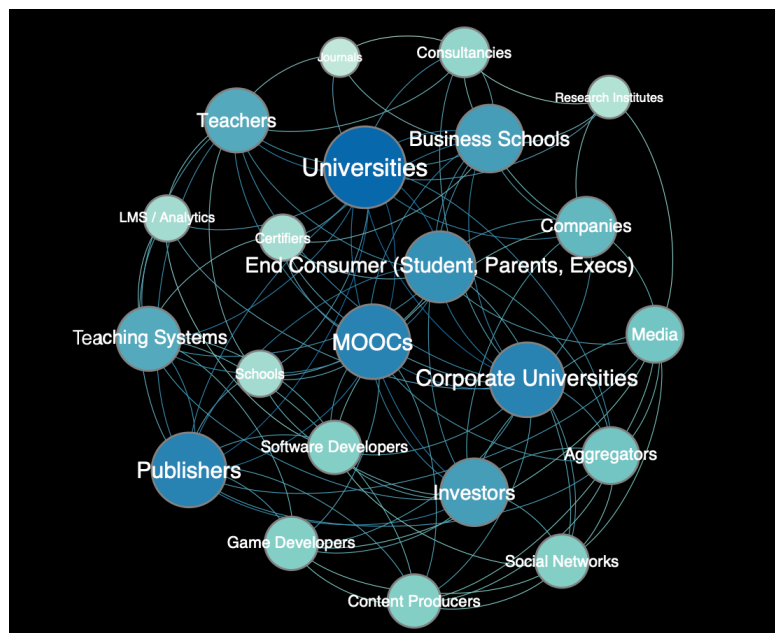 Journals
Consultancies
Research Institutes
Teachers
Business Schools
Universities
LMS / Analytics
Companies
Certifiers
End Consumer (Student, Parents, Execs)
Teaching Systems
MOOCs
Media
Schools
Corporate Universities
Software Developers
Aggregators
Publishers
Investors
Game Developers
Social Networks
Content Producers